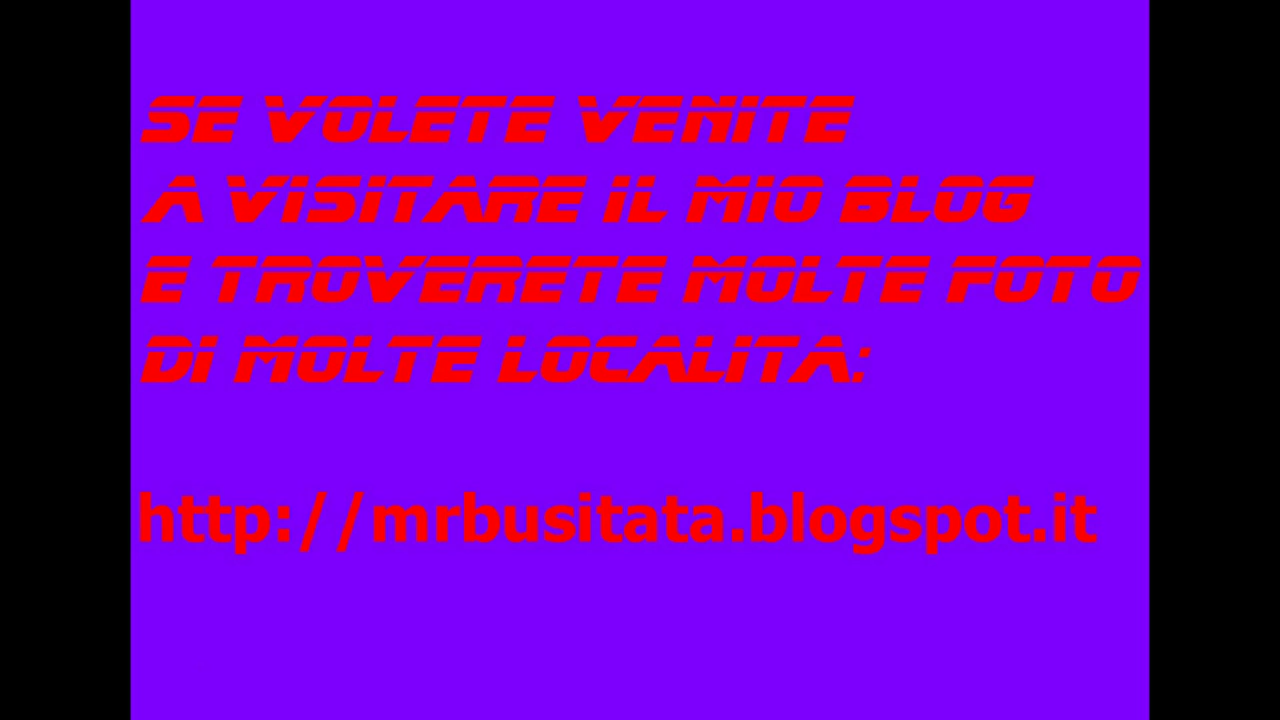 SE VOLETE VENITE
A VISITARE IL MIO BLOG
E TROVERETE MOLTE FOTO
DI MOLTE LOCALITA:
http://mrbusitata.blogspot.it